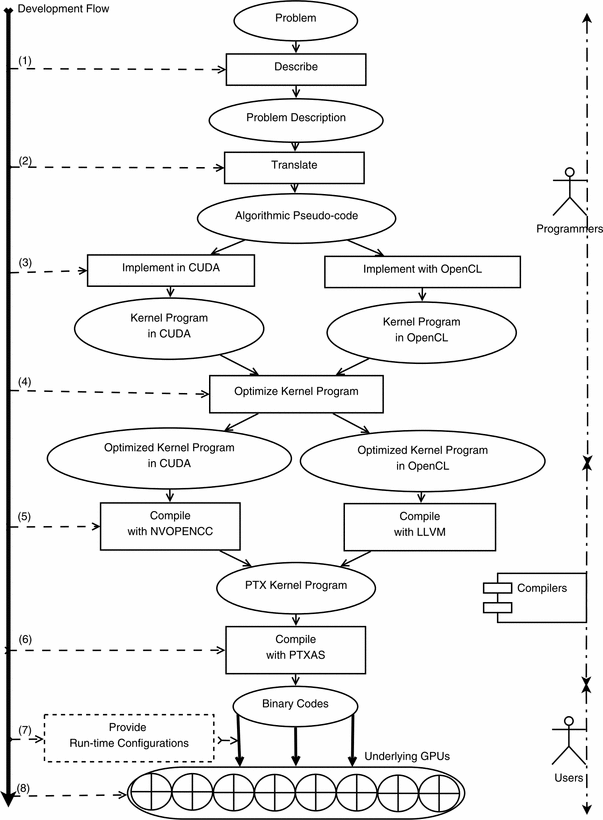 Development Flow
Problem
(1)
Describe
Problem Description
(2)
Translate
Programmers
Algorithmic Pseudo-code
(3)
Implement in CUDA
Implement with OpenCL
Kernel Program
in CUDA
Kernel Program
in OpenCL
(4)
Optimize Kernel Program
Optimized Kernel Program
in CUDA
Optimized Kernel Program
in OpenCL
(5)
Compile
with NVOPENCC
Compile
with LLVM
PTX Kernel Program
Compilers
(6)
Compile
with PTXAS
Binary Codes
(7)
Provide
Run-time Configurations
Underlying GPUs
Users
(8)